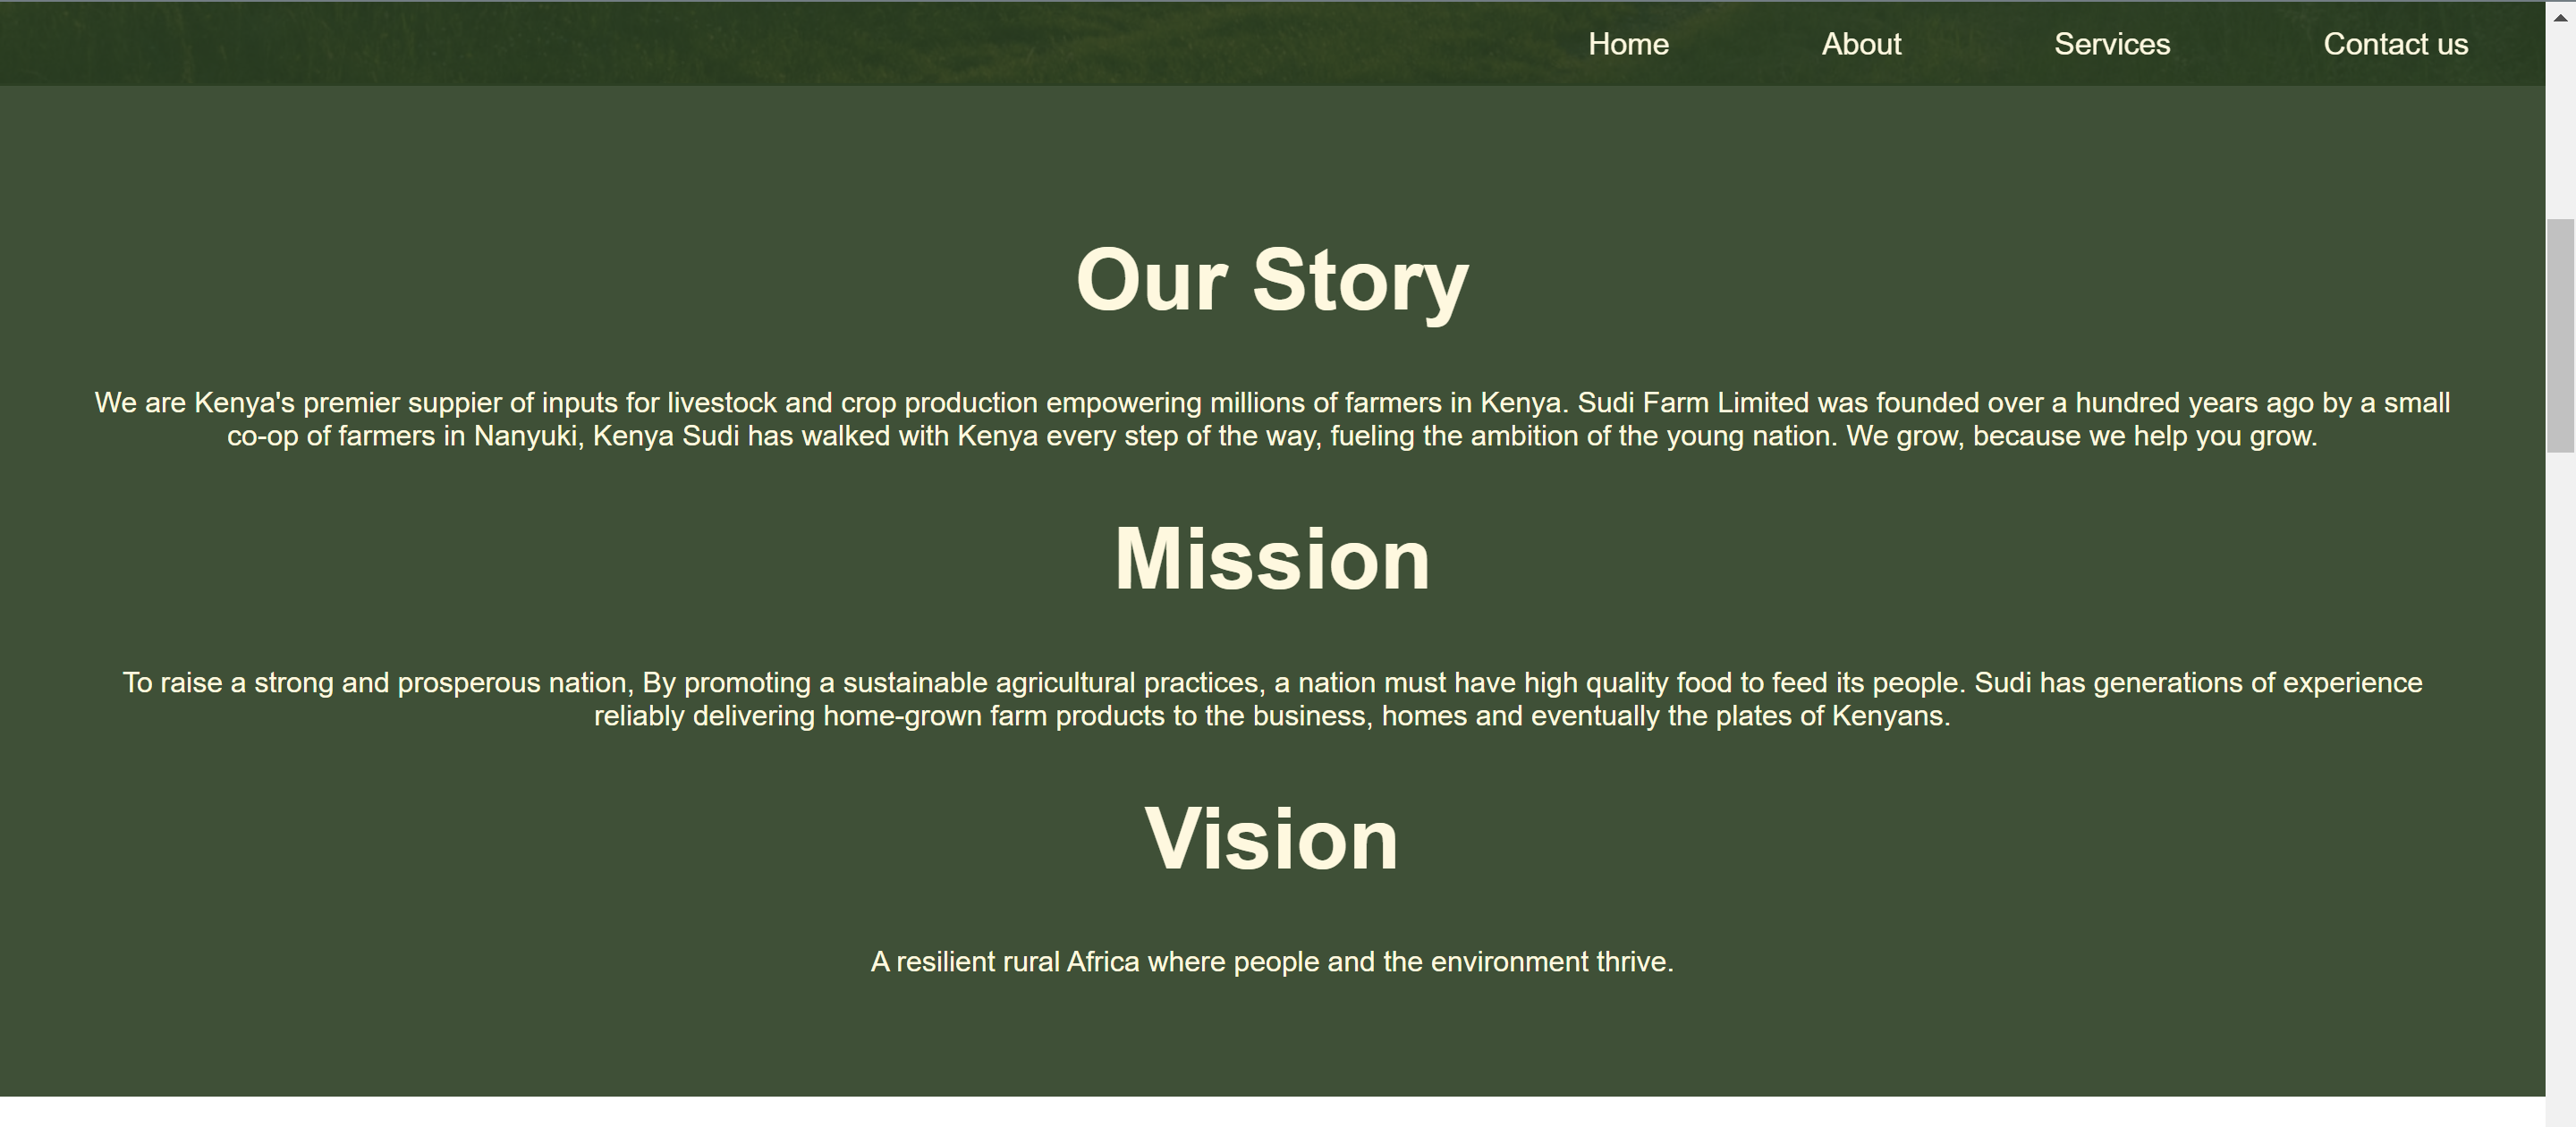 Home About Services Contact us
Our Story
We are Kenya's premier suppier of inputs for livestock and crop production empowering millions of farmers in Kenya. Sudi Farm Limited was founded over a hundred years ago by a small
co-op of farmers in Nanyuki, Kenya Sudi has walked with Kenya every step of the way, fueling the ambition of the young nation. We grow, because we help you grow.
Mission
To raise a strong and prosperous nation, By promoting a sustainable agricultural practices, a nation must have high quality food to feed its people. Sudi has generations of experience
reliably delivering home-grown farm products to the business, homes and eventually the plates of Kenyans.
Vision
A resilient rural Africa where people and the environment thrive.